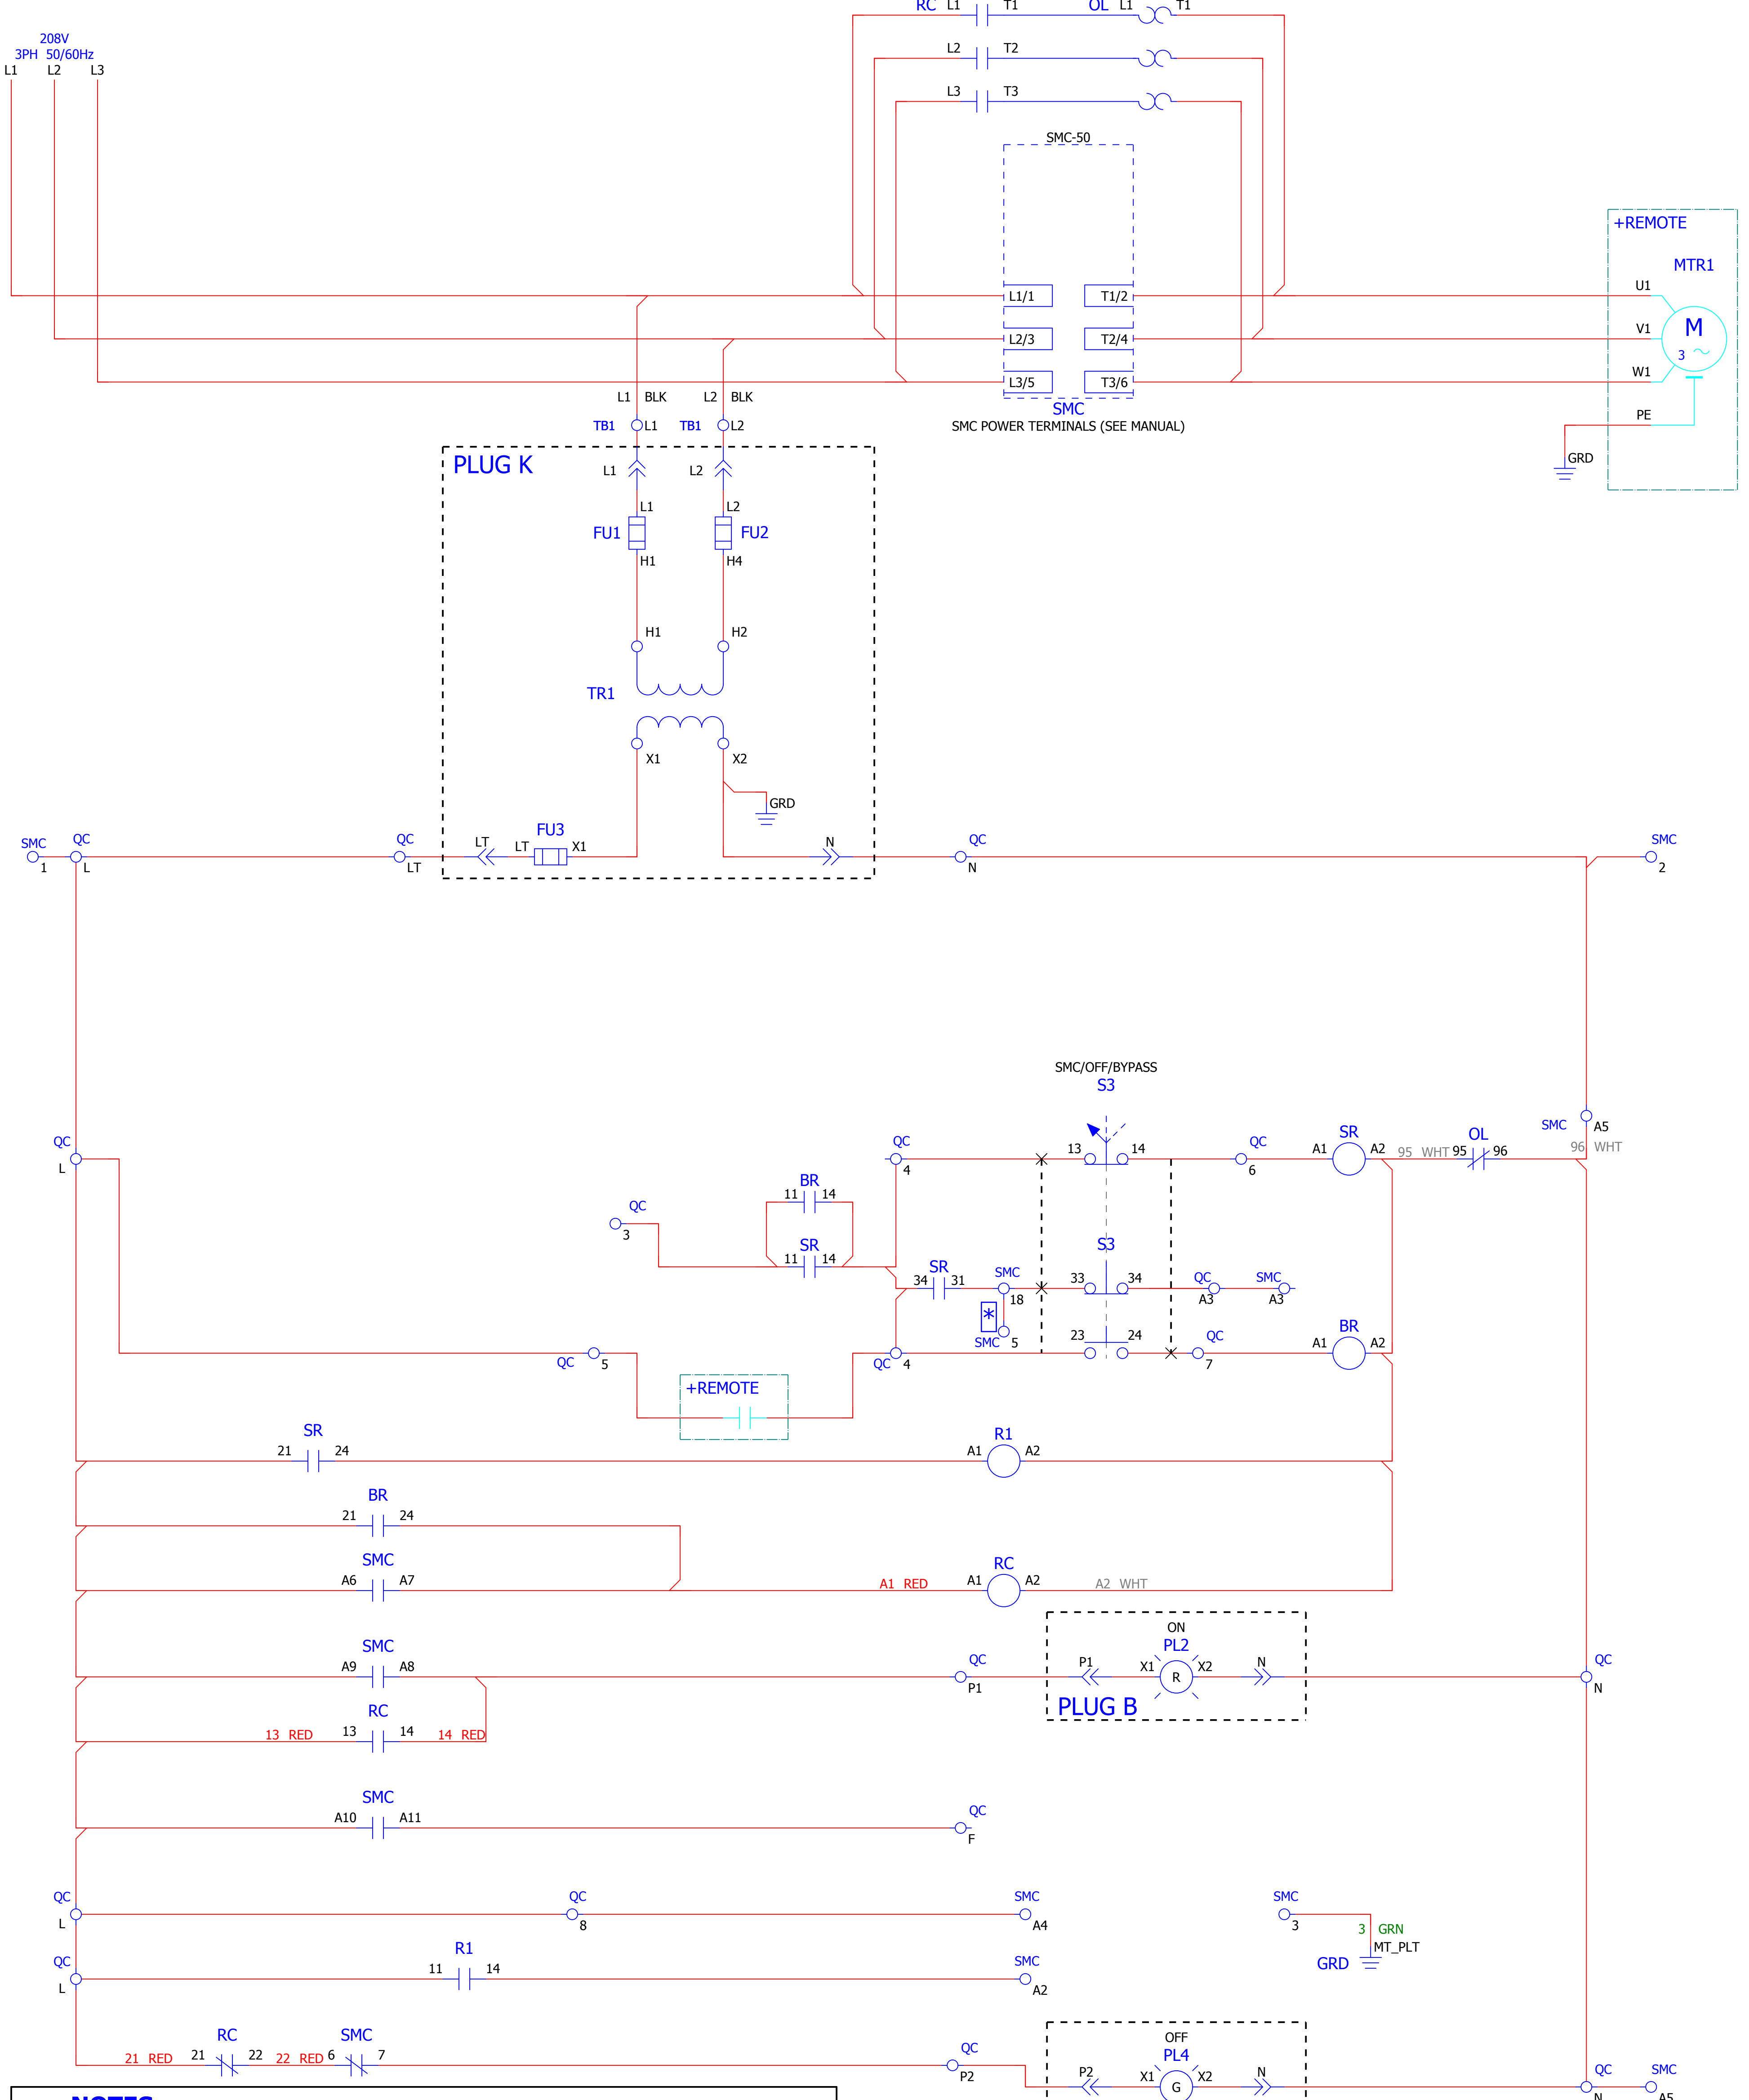 RC L1 T1 OL L1 T1
208V
3PH 50/60Hz
L1 L2 L3
L2 T2
L3 T3
SMC-50
+REMOTE
MTR1
L1/1 T1/2 U1
M
3
L2/3 T2/4 V1
L3/5 T3/6 W1
L1 BLK L2 BLK
SMC
SMC POWER TERMINALS (SEE MANUAL)
PE
GRD
TB1 L1 TB1 L2
PLUG K
L1 L2
L1 L2
FU1 FU2
H1 H4
H1 H2
TR1
X1 X2
GRD
SMC QC QC LT LT FU3 X1 N QC SMC
1 L LT N 2
SMC/OFF/BYPASS
S3
SMC A5
QC QC 13 14 QC SR OL
L 4 6 A1 A2 95 WHT 95 96 96 WHT
BR
11 14
QC
3
SR
11 14
S3
SR
34 31 SMC 33 34 QC SMC
18 A3 A3
*
SMC 5
23 24 QC BR
QC 5 QC 4 7 A1 A2
+REMOTE
SR R1
21 24 A1 A2
BR
21 24
SMC RC
A6 A7 A1 RED A1 A2 A2 WHT
ON
SMC PL2
A9 A8 QC P1 X1 R X2 N QC
P1 N
PLUG B
RC
13 RED 13 14 14 RED
SMC
A10 A11 QC
F
QC QC SMC SMC
L 8 A4 3
3 GRN
MT_PLT
GRD
QC R1 SMC
L 11 14 A2
OFF
RC SMC PL4
21 RED 21 22 22 RED 6 7 QC P2 X1 G X2 N QC SMC
P2 N A5
NOTES